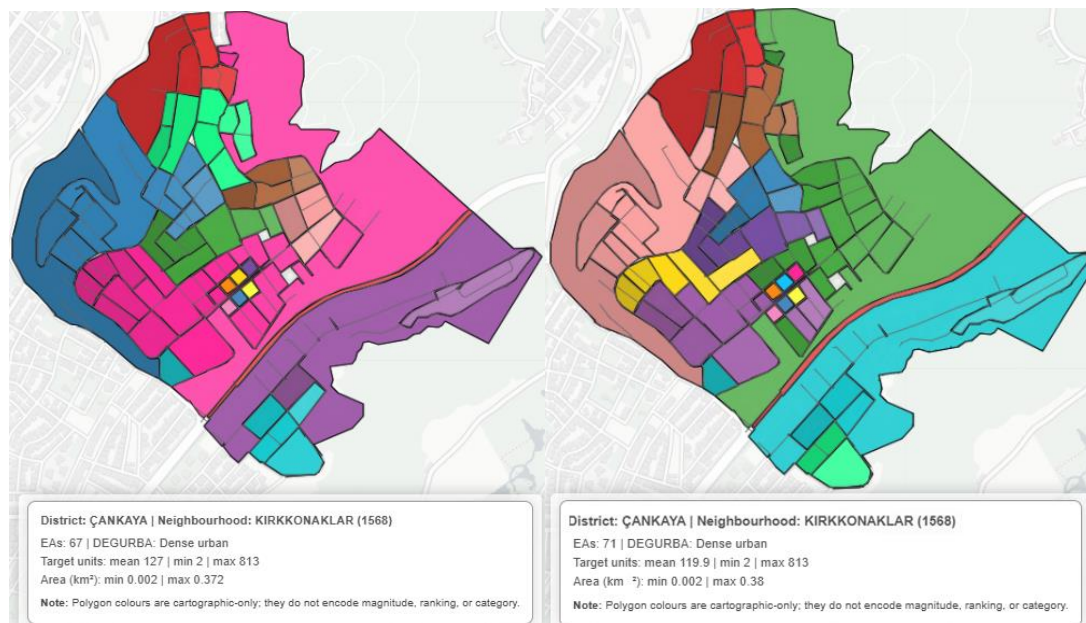 District: ÇANKAYA | Neighbourhood: KIRKKONAKLAR (1568)
EAs: 67 | DEGURBA: Dense urban
Target units: mean 127 | min 2 | max 813
Area (km²): min 0.002 | max 0.372
Note: Polygon colours are cartographic-only; they do not encode magnitude, ranking, or category.
District: ÇANKAYA | Neighbourhood: KIRKKONAKLAR (1568)
EAs: 71 | DEGURBA: Dense urban
Target units: mean 119.9 | min 2 | max 813
Area (km ²): min 0.002 | max 0.38
Note: Polygon colours are cartographic-only; they do not encode magnitude, ranking, or category.